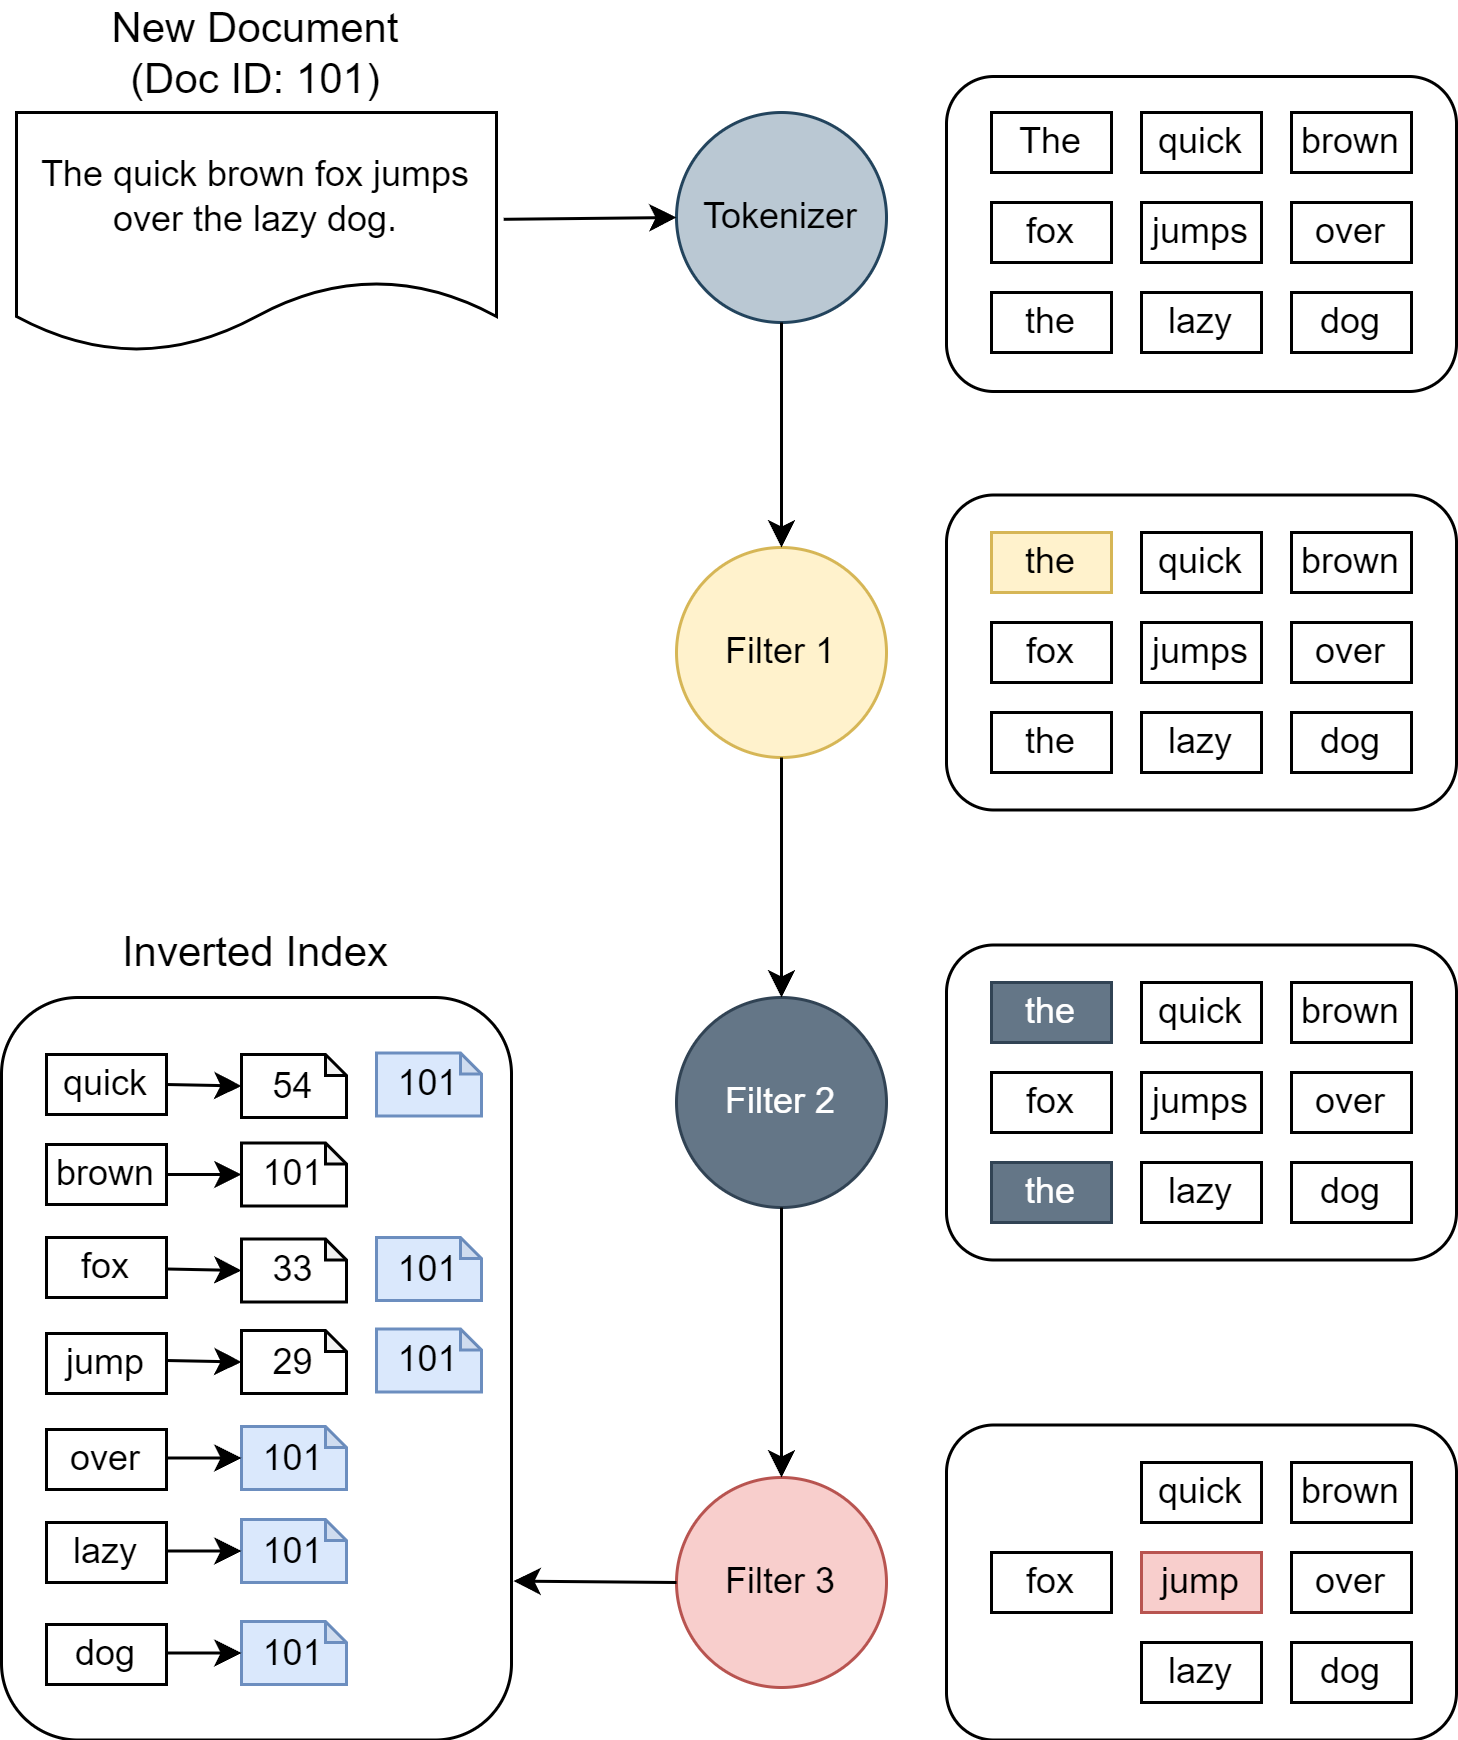 New Document
(Doc ID: 101)
The quick brown fox jumps
over the lazy dog.
Tokenizer
The quick brown
fox jumps over
the lazy dog
Filter 1
the quick brown
fox jumps over
the lazy dog
Filter 2
the quick brown
fox jumps over
the lazy dog
Filter 3
quick brown
fox jump over
lazy dog
Inverted Index
quick 54 101
brown 101
fox 33 101
jump 29 101
over 101
lazy 101
dog 101